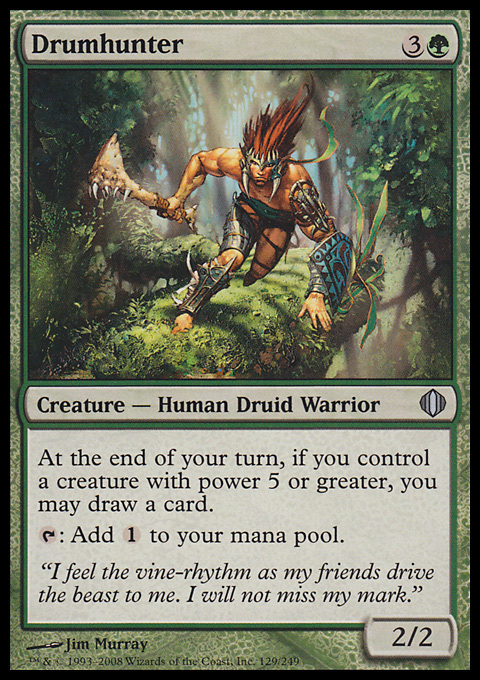 Drumhunter 3
Creature — Human Druid Warrior
At the end of your turn, if you control
a creature with power 5 or greater, you
may draw a card.
: Add 1 to your mana pool.
“I feel the vine-rhythm as my friends drive
the beast to me. I will not miss my mark.”
Jim Murray
2/2
™ & © 1993–2008 Wizards of the Coast, Inc. 129/249